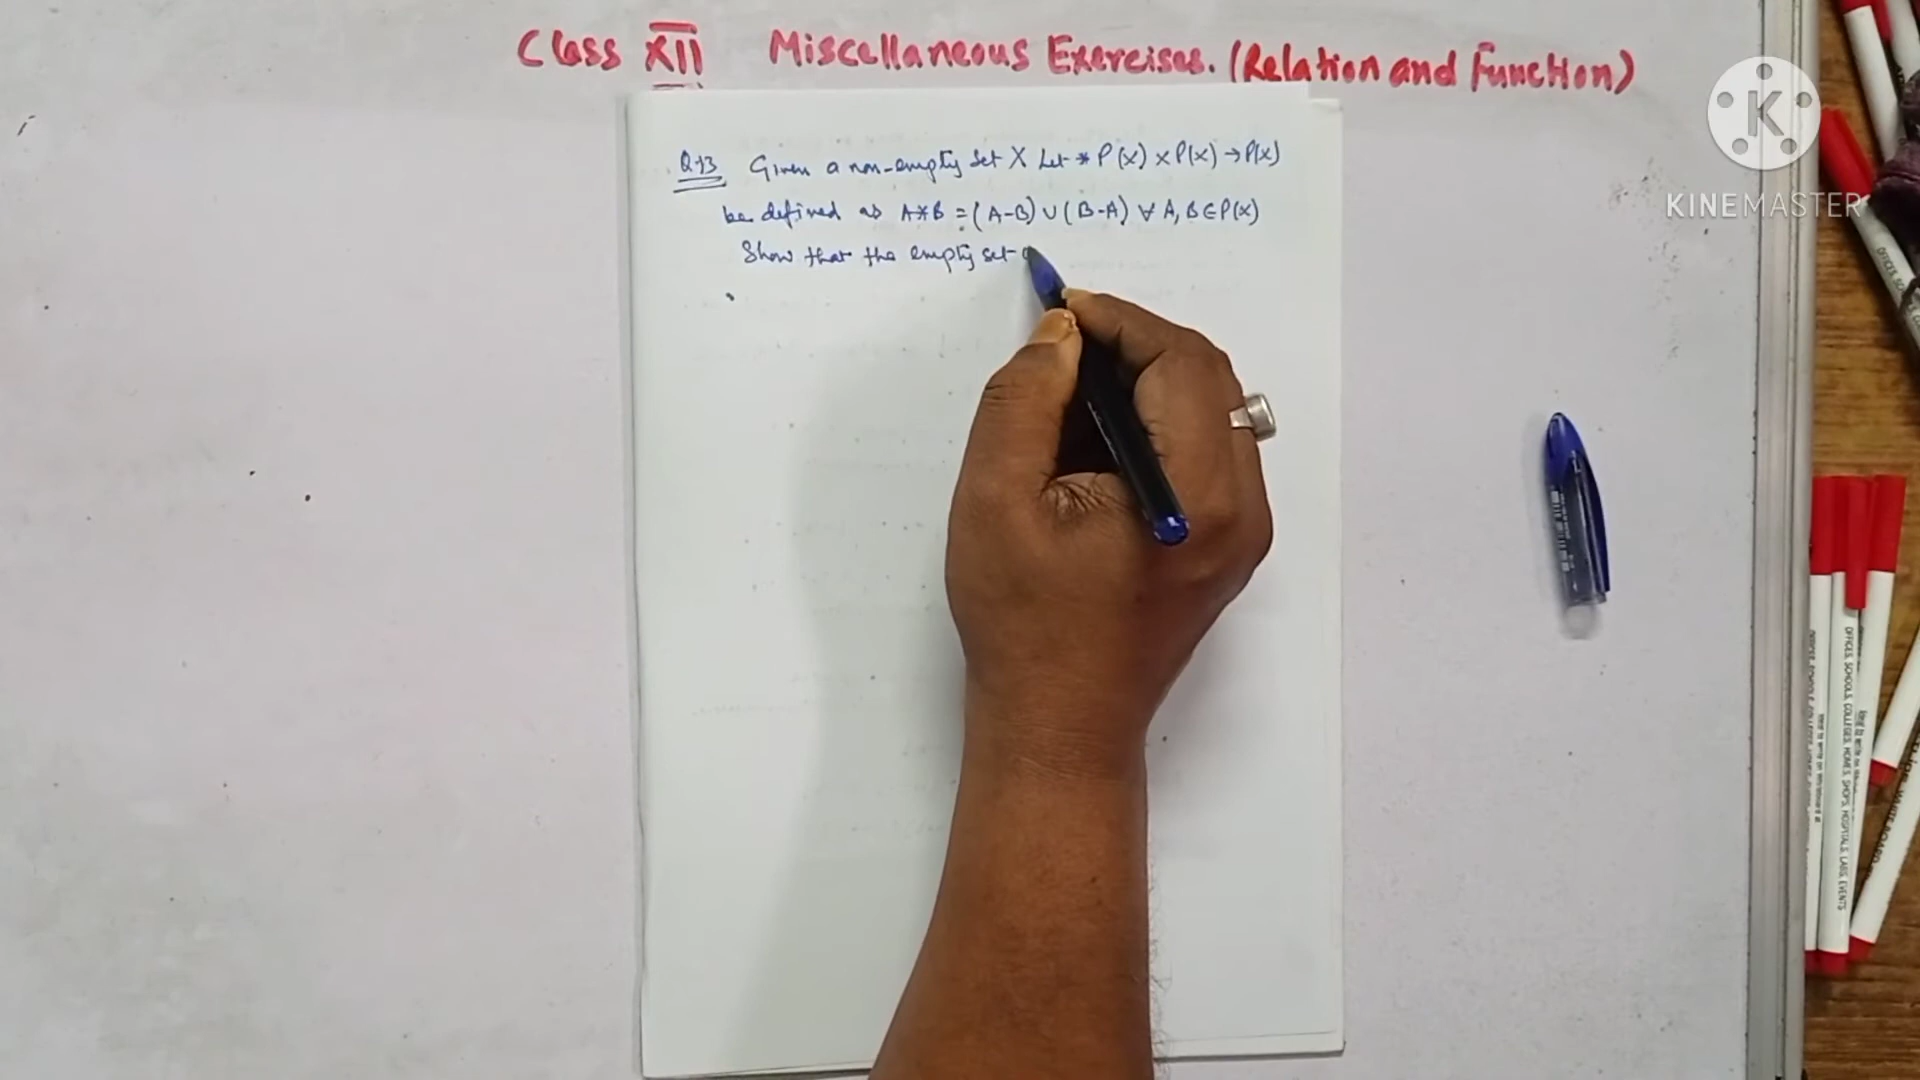 Class XII Miscellaneous Exercises. (Relation and Function)
K
KINEMASTER
Q.13 Given a non-empty set X Let * P(X) × P(X) → P(X)
be defined as A*B = (A-B) ∪ (B-A) ∀ A, B ∈ P(X)
Show that the empty set